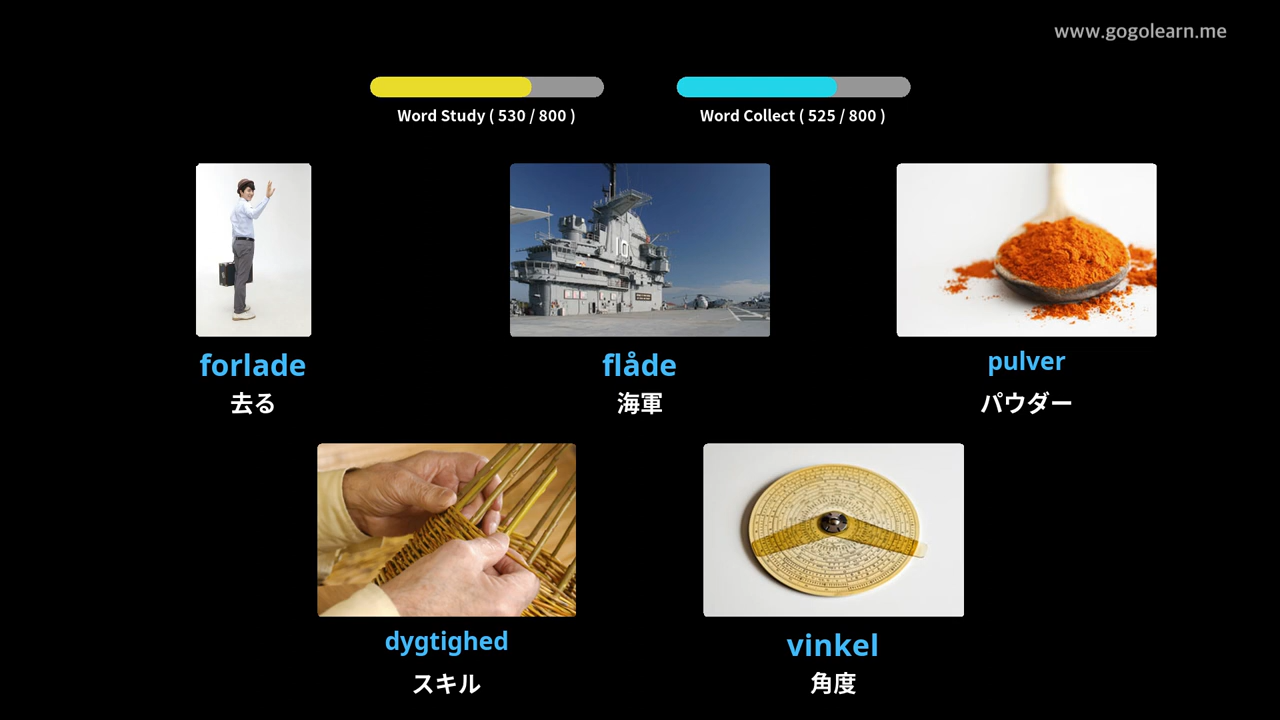 www.gogolearn.me
Word Study ( 530 / 800 )
Word Collect ( 525 / 800 )
10
forlade
去る
flåde
海軍
pulver
パウダー
dygtighed
スキル
vinkel
角度